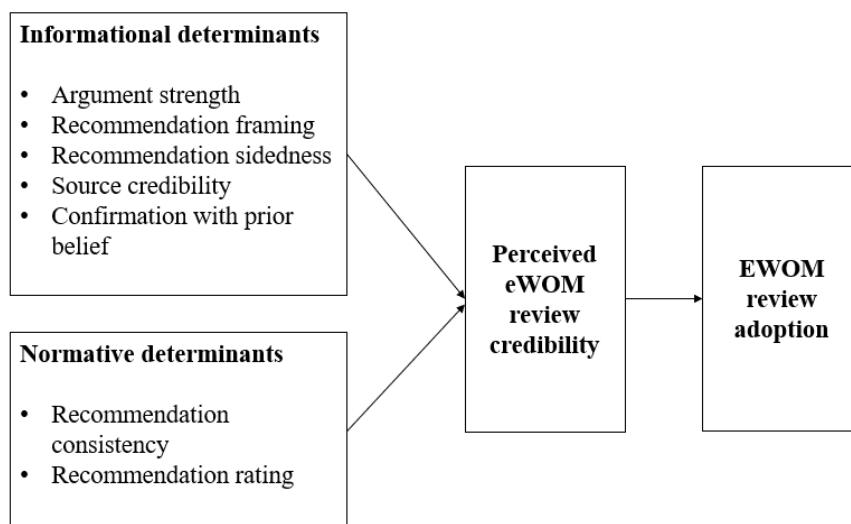 Informational determinants
• Argument strength
• Recommendation framing
• Recommendation sidedness
• Source credibility
• Confirmation with prior
belief
Normative determinants
• Recommendation
consistency
• Recommendation rating
Perceived
eWOM
review
credibility
EWOM
review
adoption